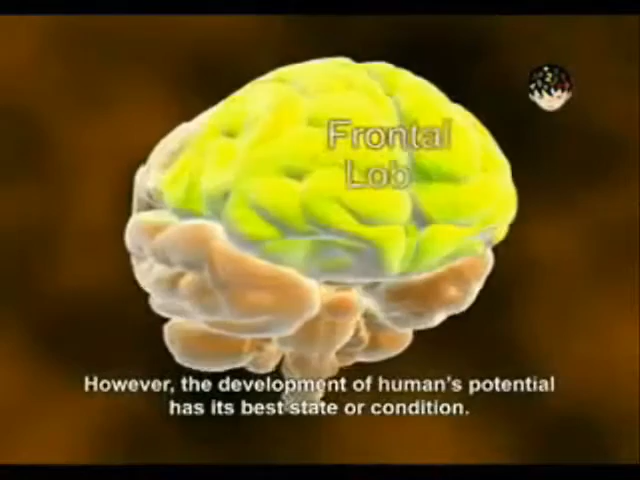 Frontal
Lob
However, the development of human's potential
has its best state or condition.